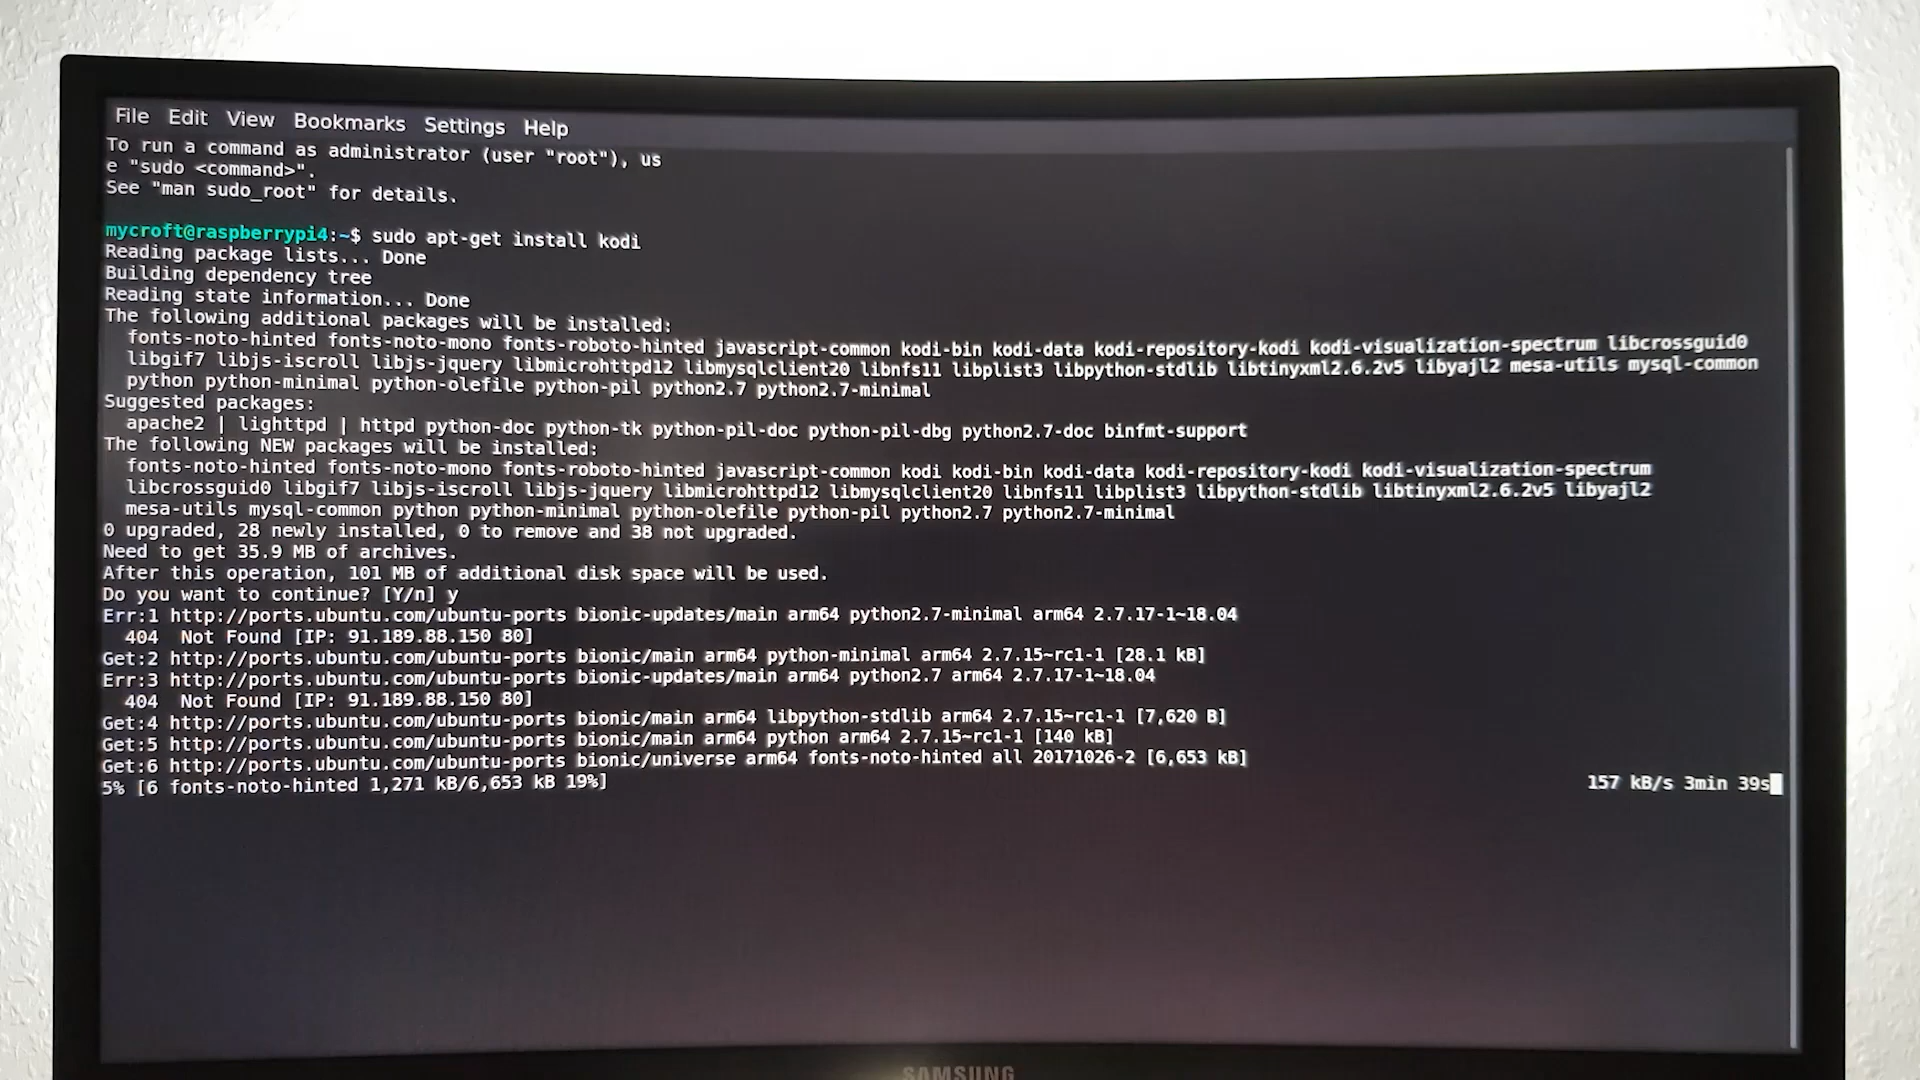 File Edit View Bookmarks Settings Help
To run a command as administrator (user "root"), us
e "sudo <command>".
See "man sudo_root" for details.
mycroft@raspberrypi4:~$ sudo apt-get install kodi
Reading package lists... Done
Building dependency tree
Reading state information... Done
The following additional packages will be installed:
fonts-noto-hinted fonts-noto-mono fonts-roboto-hinted javascript-common kodi-bin kodi-data kodi-repository-kodi kodi-visualization-spectrum libcrossguid0
libgif7 libjs-iscroll libjs-jquery libmicrohttpd12 libmysqlclient20 libnfs11 libplist3 libpython-stdlib libtinyxml2.6.2v5 libyajl2 mesa-utils mysql-common
python python-minimal python-olefile python-pil python2.7 python2.7-minimal
Suggested packages:
apache2 | lighttpd | httpd python-doc python-tk python-pil-doc python-pil-dbg python2.7-doc binfmt-support
The following NEW packages will be installed:
fonts-noto-hinted fonts-noto-mono fonts-roboto-hinted javascript-common kodi kodi-bin kodi-data kodi-repository-kodi kodi-visualization-spectrum
libcrossguid0 libgif7 libjs-iscroll libjs-jquery libmicrohttpd12 libmysqlclient20 libnfs11 libplist3 libpython-stdlib libtinyxml2.6.2v5 libyajl2
mesa-utils mysql-common python python-minimal python-olefile python-pil python2.7 python2.7-minimal
0 upgraded, 28 newly installed, 0 to remove and 38 not upgraded.
Need to get 35.9 MB of archives.
After this operation, 101 MB of additional disk space will be used.
Do you want to continue? [Y/n] y
Err:1 http://ports.ubuntu.com/ubuntu-ports bionic-updates/main arm64 python2.7-minimal arm64 2.7.17-1~18.04
404 Not Found [IP: 91.189.88.150 80]
Get:2 http://ports.ubuntu.com/ubuntu-ports bionic/main arm64 python-minimal arm64 2.7.15~rc1-1 [28.1 kB]
Err:3 http://ports.ubuntu.com/ubuntu-ports bionic-updates/main arm64 python2.7 arm64 2.7.17-1~18.04
404 Not Found [IP: 91.189.88.150 80]
Get:4 http://ports.ubuntu.com/ubuntu-ports bionic/main arm64 libpython-stdlib arm64 2.7.15~rc1-1 [7,620 B]
Get:5 http://ports.ubuntu.com/ubuntu-ports bionic/main arm64 python arm64 2.7.15~rc1-1 [140 kB]
Get:6 http://ports.ubuntu.com/ubuntu-ports bionic/universe arm64 fonts-noto-hinted all 20171026-2 [6,653 kB]
5% [6 fonts-noto-hinted 1,271 kB/6,653 kB 19%] 157 kB/s 3min 39s
SAMSUNG